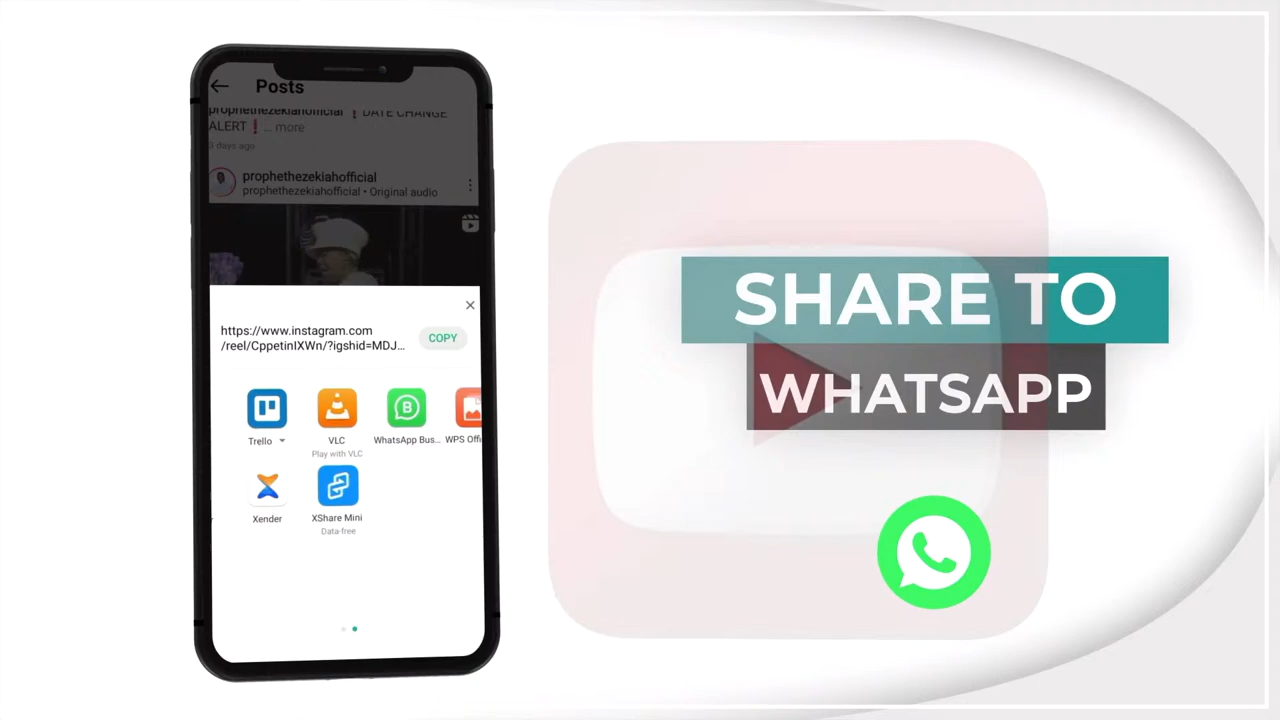 Posts
prophethezekiahofficial ❗ DATE CHANGE
ALERT❗ ... more
3 days ago
prophethezekiahofficial
prophethezekiahofficial • Original audio
https://www.instagram.com
/reel/CppetinIXWn/?igshid=MDJ...
COPY
Trello
VLC
WhatsApp Bus...
WPS Offi
Play with VLC
Xender
XShare Mini
Data-free
SHARE TO
WHATSAPP